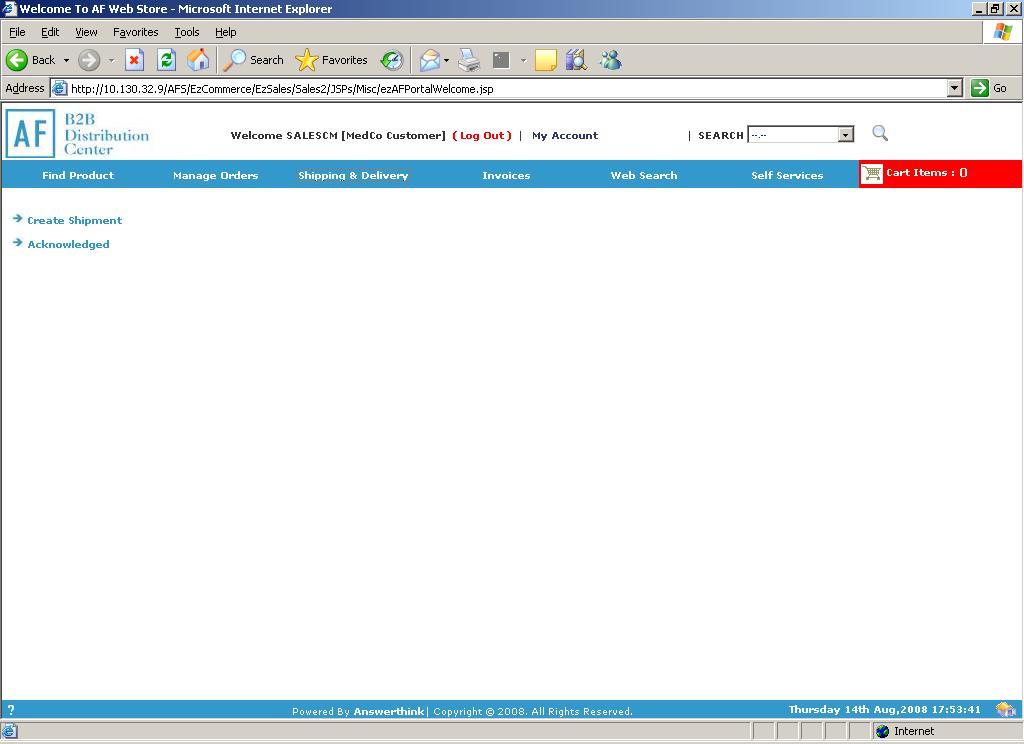 Welcome To AF Web Store - Microsoft Internet Explorer
File Edit View Favorites Tools Help
Back Search Favorites
Address http://10.130.32.9/AFS/EzCommerce/EzSales/Sales2/JSPs/Misc/ezAFPortalWelcome.jsp Go
AF B2B
Distribution
Center
Welcome SALESCM [MedCo Customer] ( Log Out ) | My Account | SEARCH --.--
Find Product Manage Orders Shipping & Delivery Invoices Web Search Self Services Cart Items : 0
Create Shipment
Acknowledged
? Powered By Answerthink | Copyright © 2008. All Rights Reserved. Thursday 14th Aug,2008 17:53:41
Internet